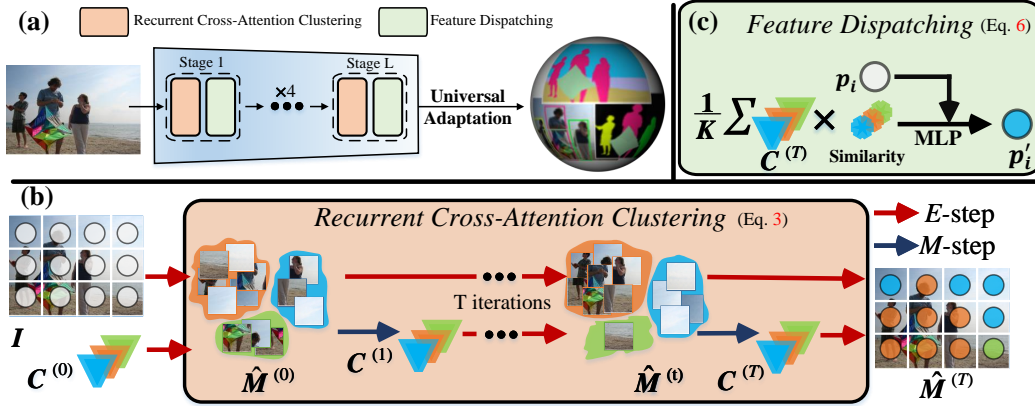 (a)
Recurrent Cross-Attention Clustering
Feature Dispatching
Stage 1
×4
Stage L
Universal
Adaptation
(c)
Feature Dispatching (Eq. 6)
p_i
1/K Σ
×
C^(T)
Similarity
MLP
p'_i
(b)
Recurrent Cross-Attention Clustering (Eq. 3)
E-step
M-step
T iterations
I
C^(0)
M̂^(0)
C^(1)
M̂^(t)
C^(T)
M̂^(T)